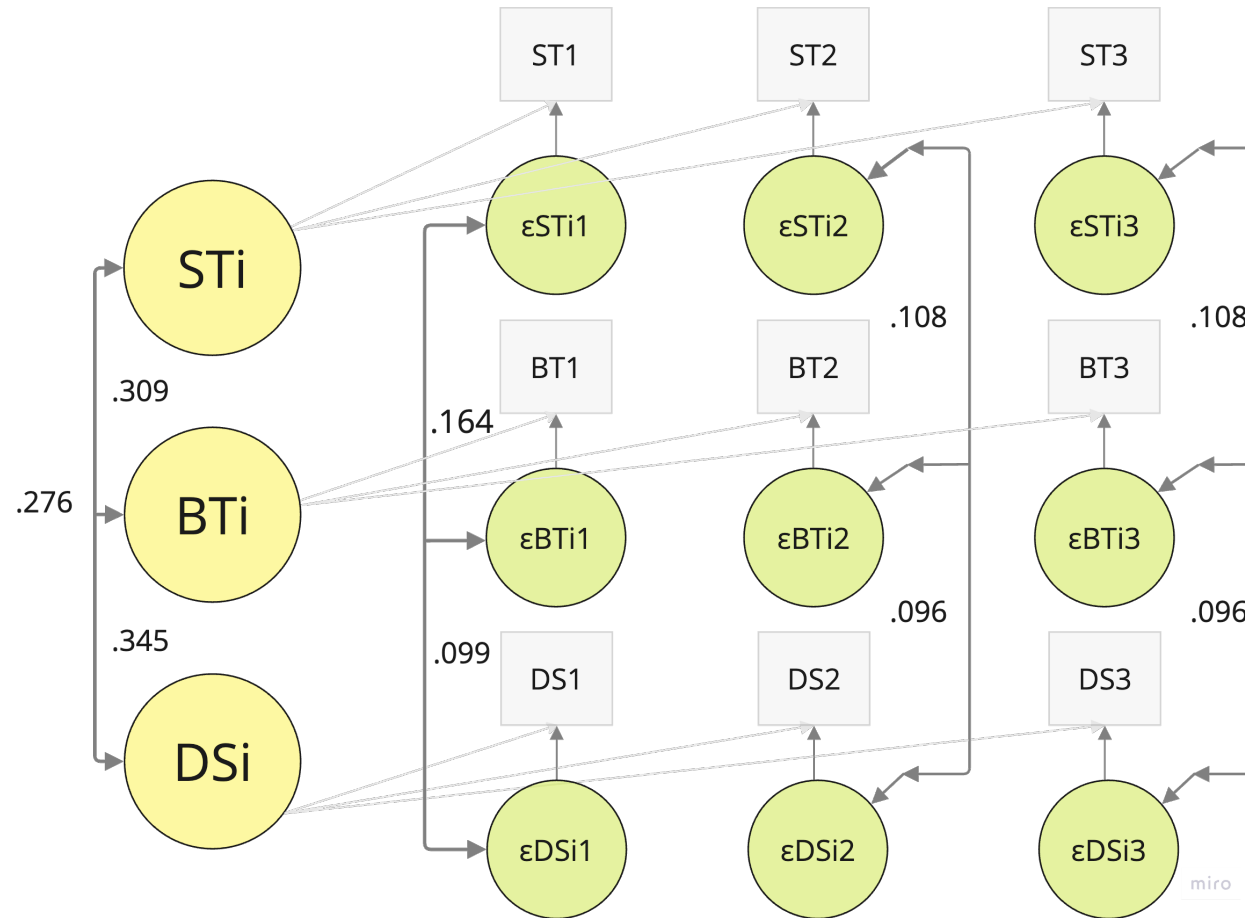 ST1
ST2
ST3
STi
εSTi1
εSTi2
εSTi3
.108
.108
.309
BT1
BT2
BT3
.164
.276
BTi
εBTi1
εBTi2
εBTi3
.096
.096
.345
.099
DS1
DS2
DS3
DSi
εDSi1
εDSi2
εDSi3
miro